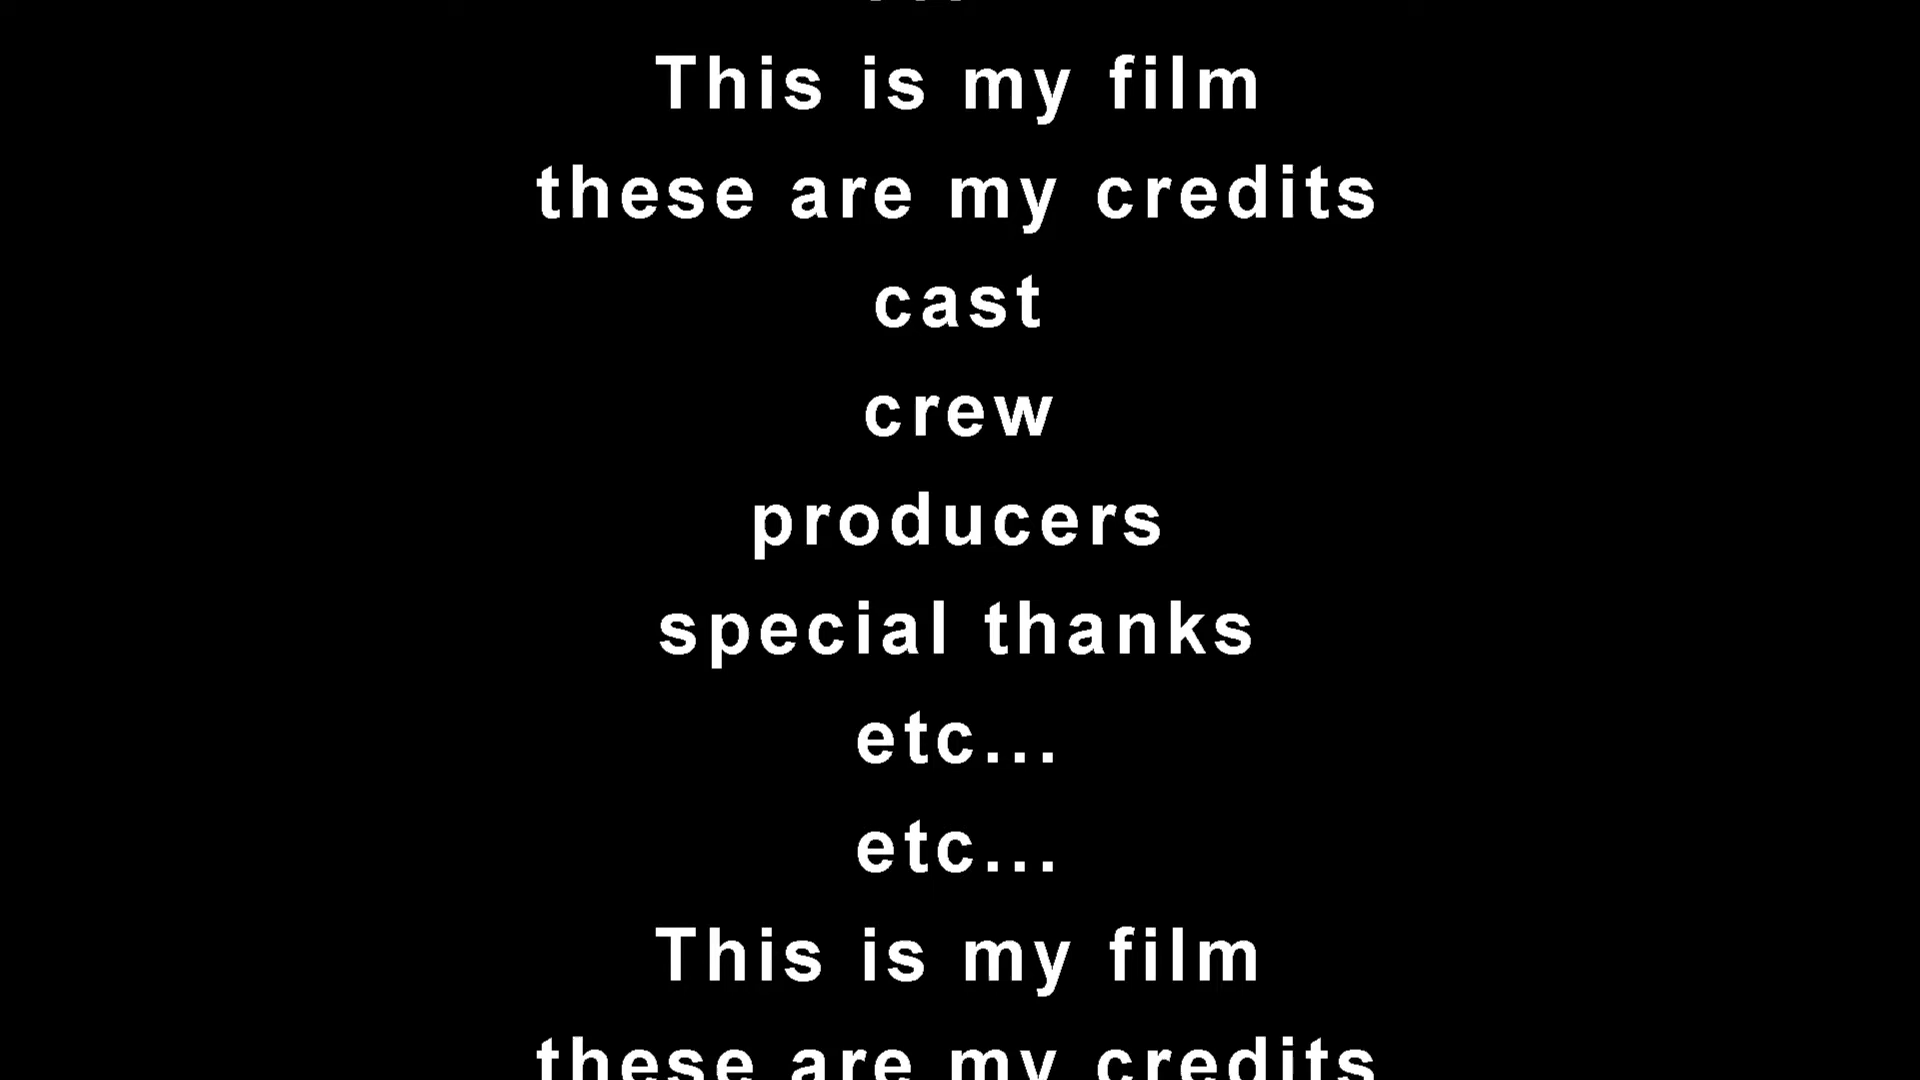 This is my film
these are my credits
cast
crew
producers
special thanks
etc...
etc...
This is my film
these are my credits